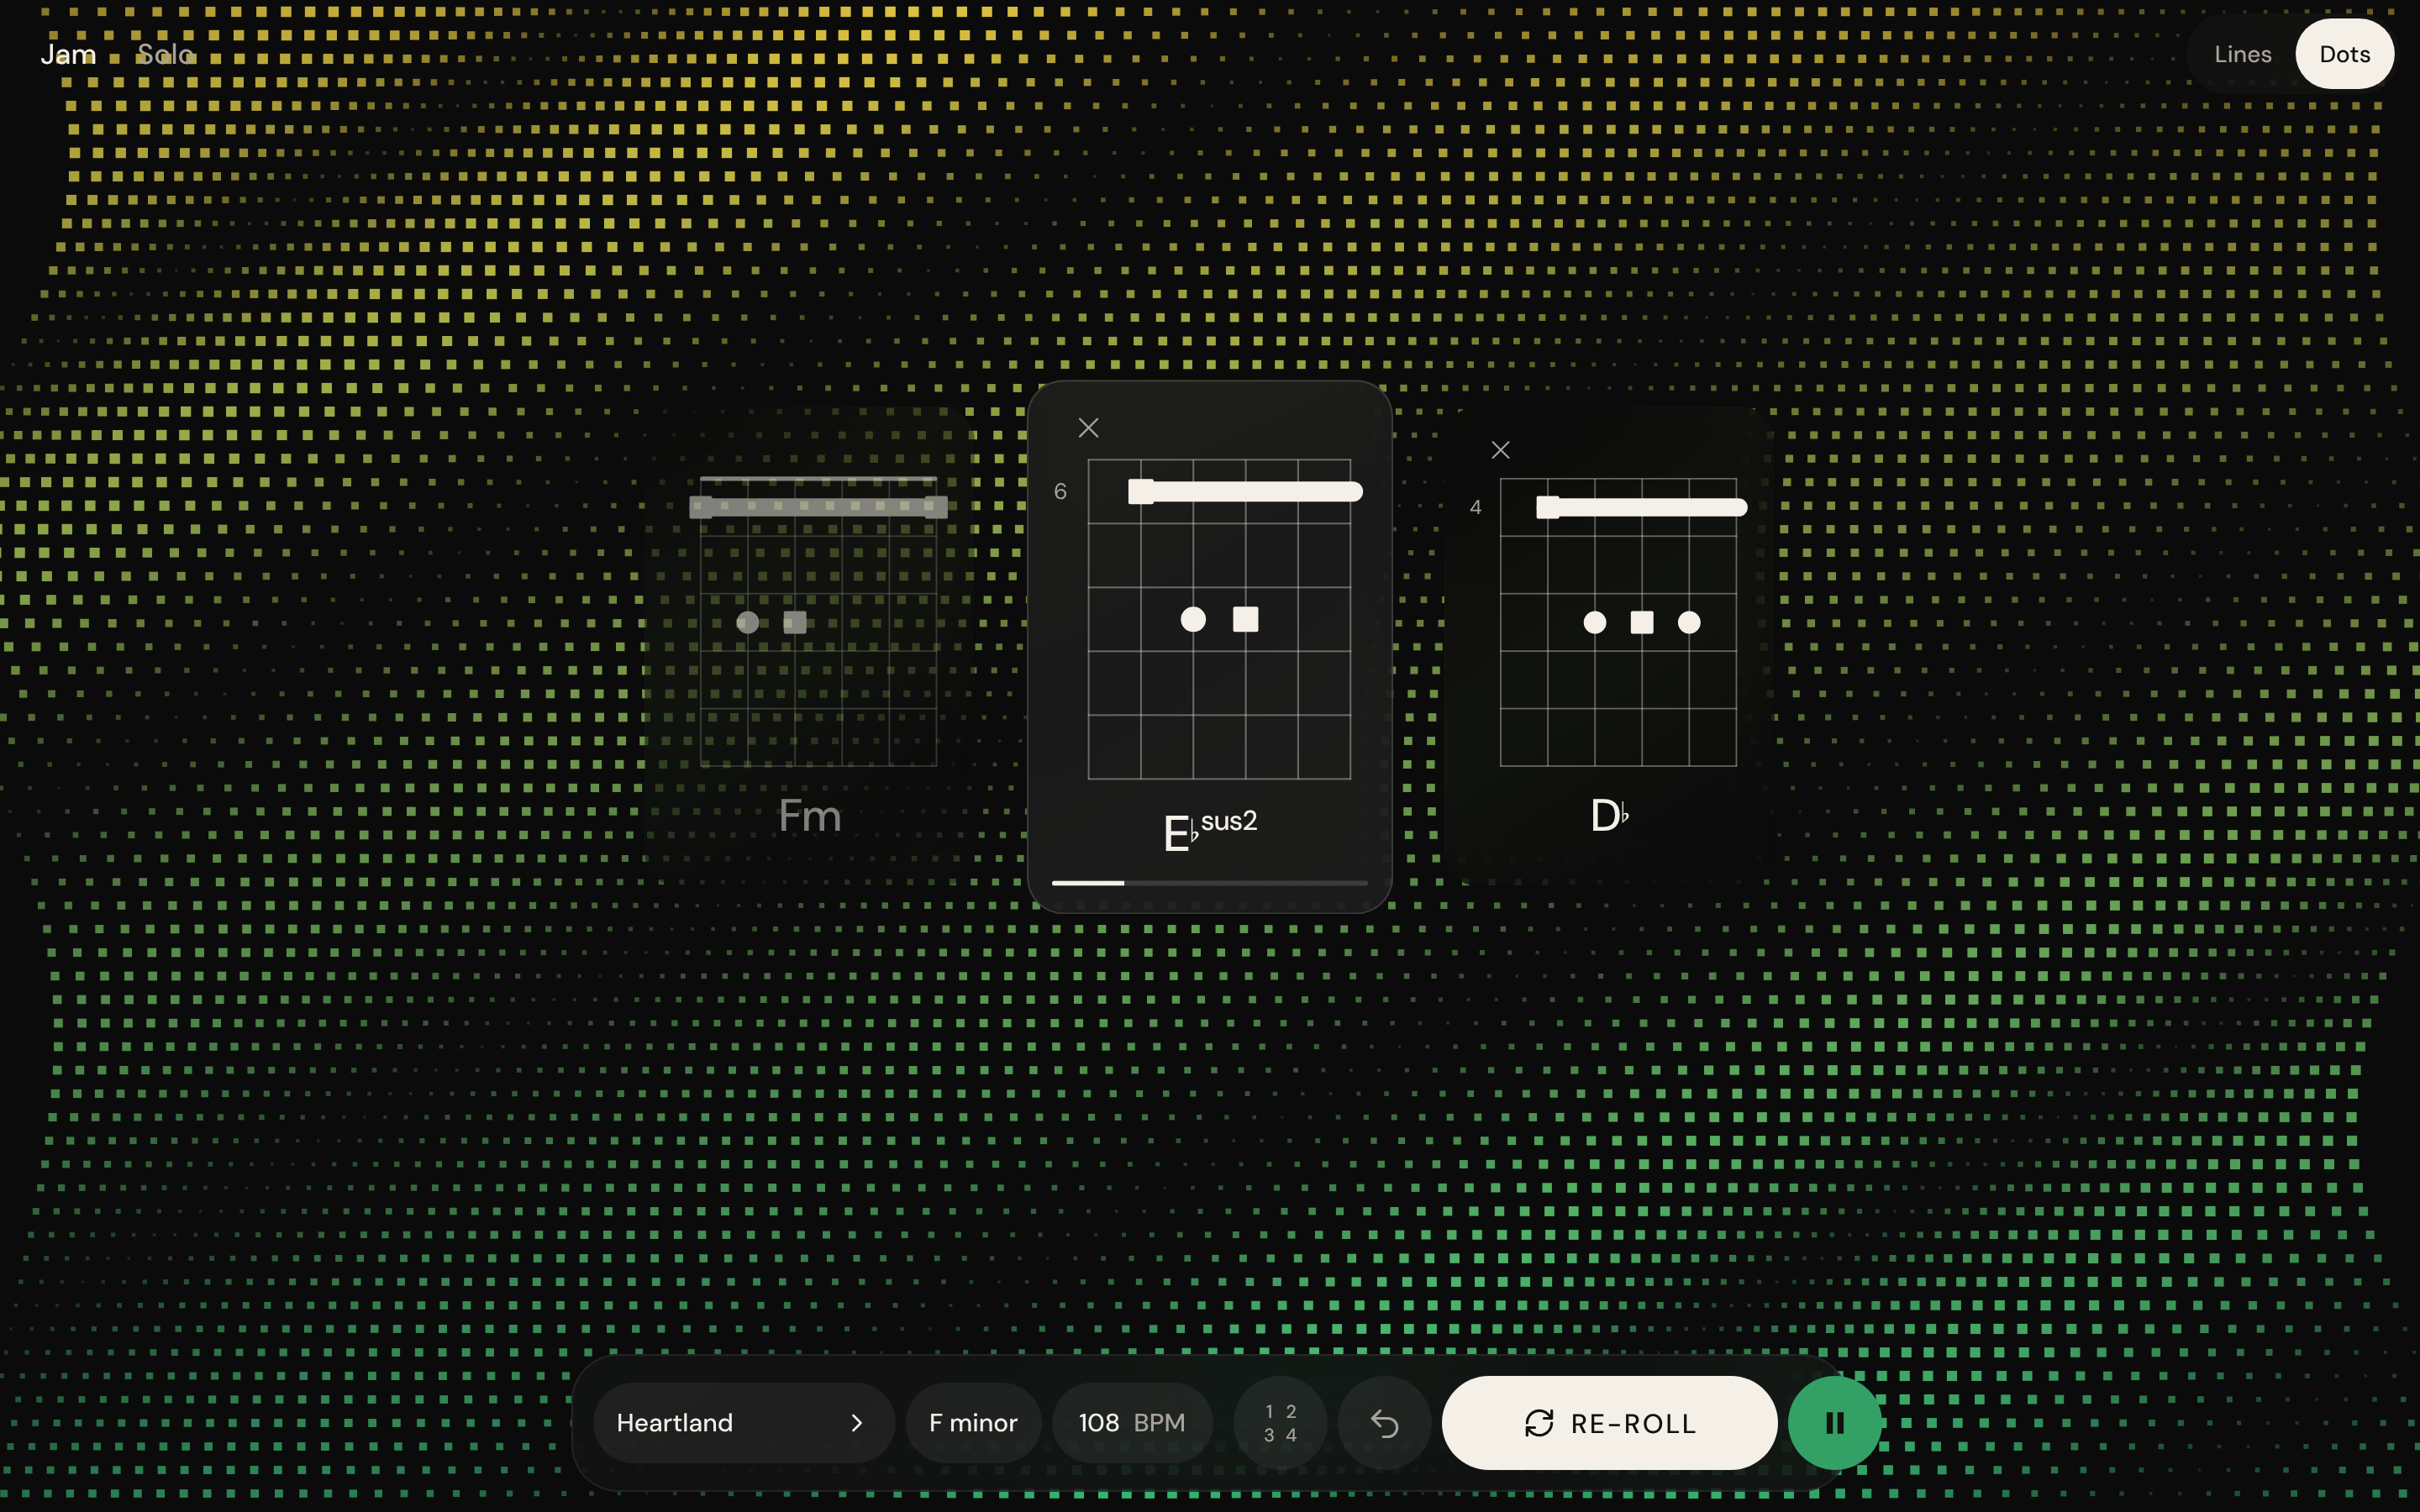 Jam Solo
Lines Dots
6
4
Fm
E♭sus2
D♭
Heartland
F minor
108 BPM
1 2
3 4
RE-ROLL